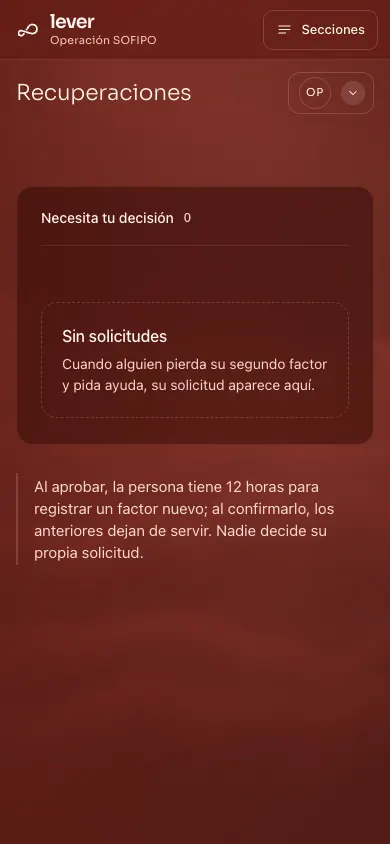 lever
Operación SOFIPO
Secciones
Recuperaciones
OP
Necesita tu decisión 0
Sin solicitudes
Cuando alguien pierda su segundo factor
y pida ayuda, su solicitud aparece aquí.
Al aprobar, la persona tiene 12 horas para
registrar un factor nuevo; al confirmarlo, los
anteriores dejan de servir. Nadie decide su
propia solicitud.